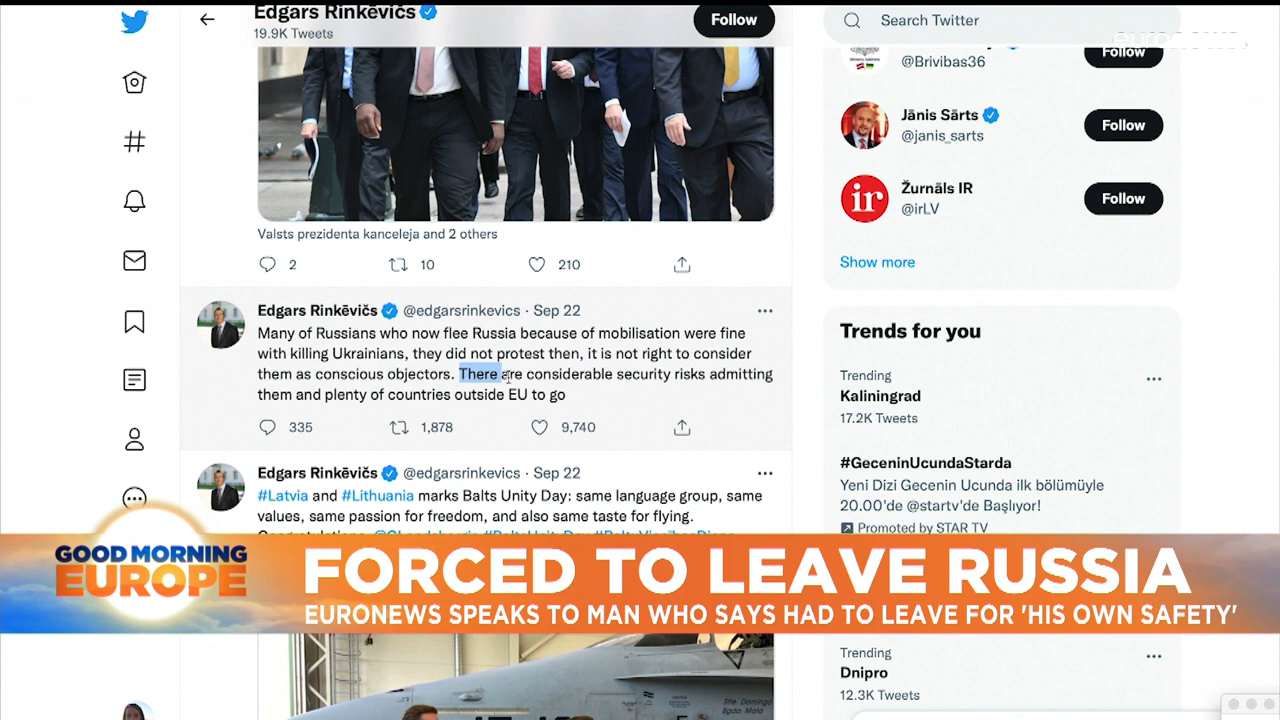 Edgars Rinkēvičs
19.9K Tweets
Follow
Search Twitter
euronews.
@Brivibas36
Follow
Jānis Sārts
@janis_sarts
Follow
ir
Žurnāls IR
@irLV
Follow
Show more
Valsts prezidenta kanceleja and 2 others
2
10
210
Edgars Rinkēvičs @edgarsrinkevics · Sep 22
Many of Russians who now flee Russia because of mobilisation were fine
with killing Ukrainians, they did not protest then, it is not right to consider
them as conscious objectors. There are considerable security risks admitting
them and plenty of countries outside EU to go
335
1,878
9,740
Edgars Rinkēvičs @edgarsrinkevics · Sep 22
#Latvia and #Lithuania marks Balts Unity Day: same language group, same
values, same passion for freedom, and also same taste for flying.
Trends for you
Trending
Kaliningrad
17.2K Tweets
#GeceninUcundaStarda
Yeni Dizi Gecenin Ucunda ilk bölümüyle
20.00'de @startv'de Başlıyor!
Promoted by STAR TV
GOOD MORNING
EUROPE
FORCED TO LEAVE RUSSIA
EURONEWS SPEAKS TO MAN WHO SAYS HAD TO LEAVE FOR 'HIS OWN SAFETY'
Trending
Dnipro
12.3K Tweets